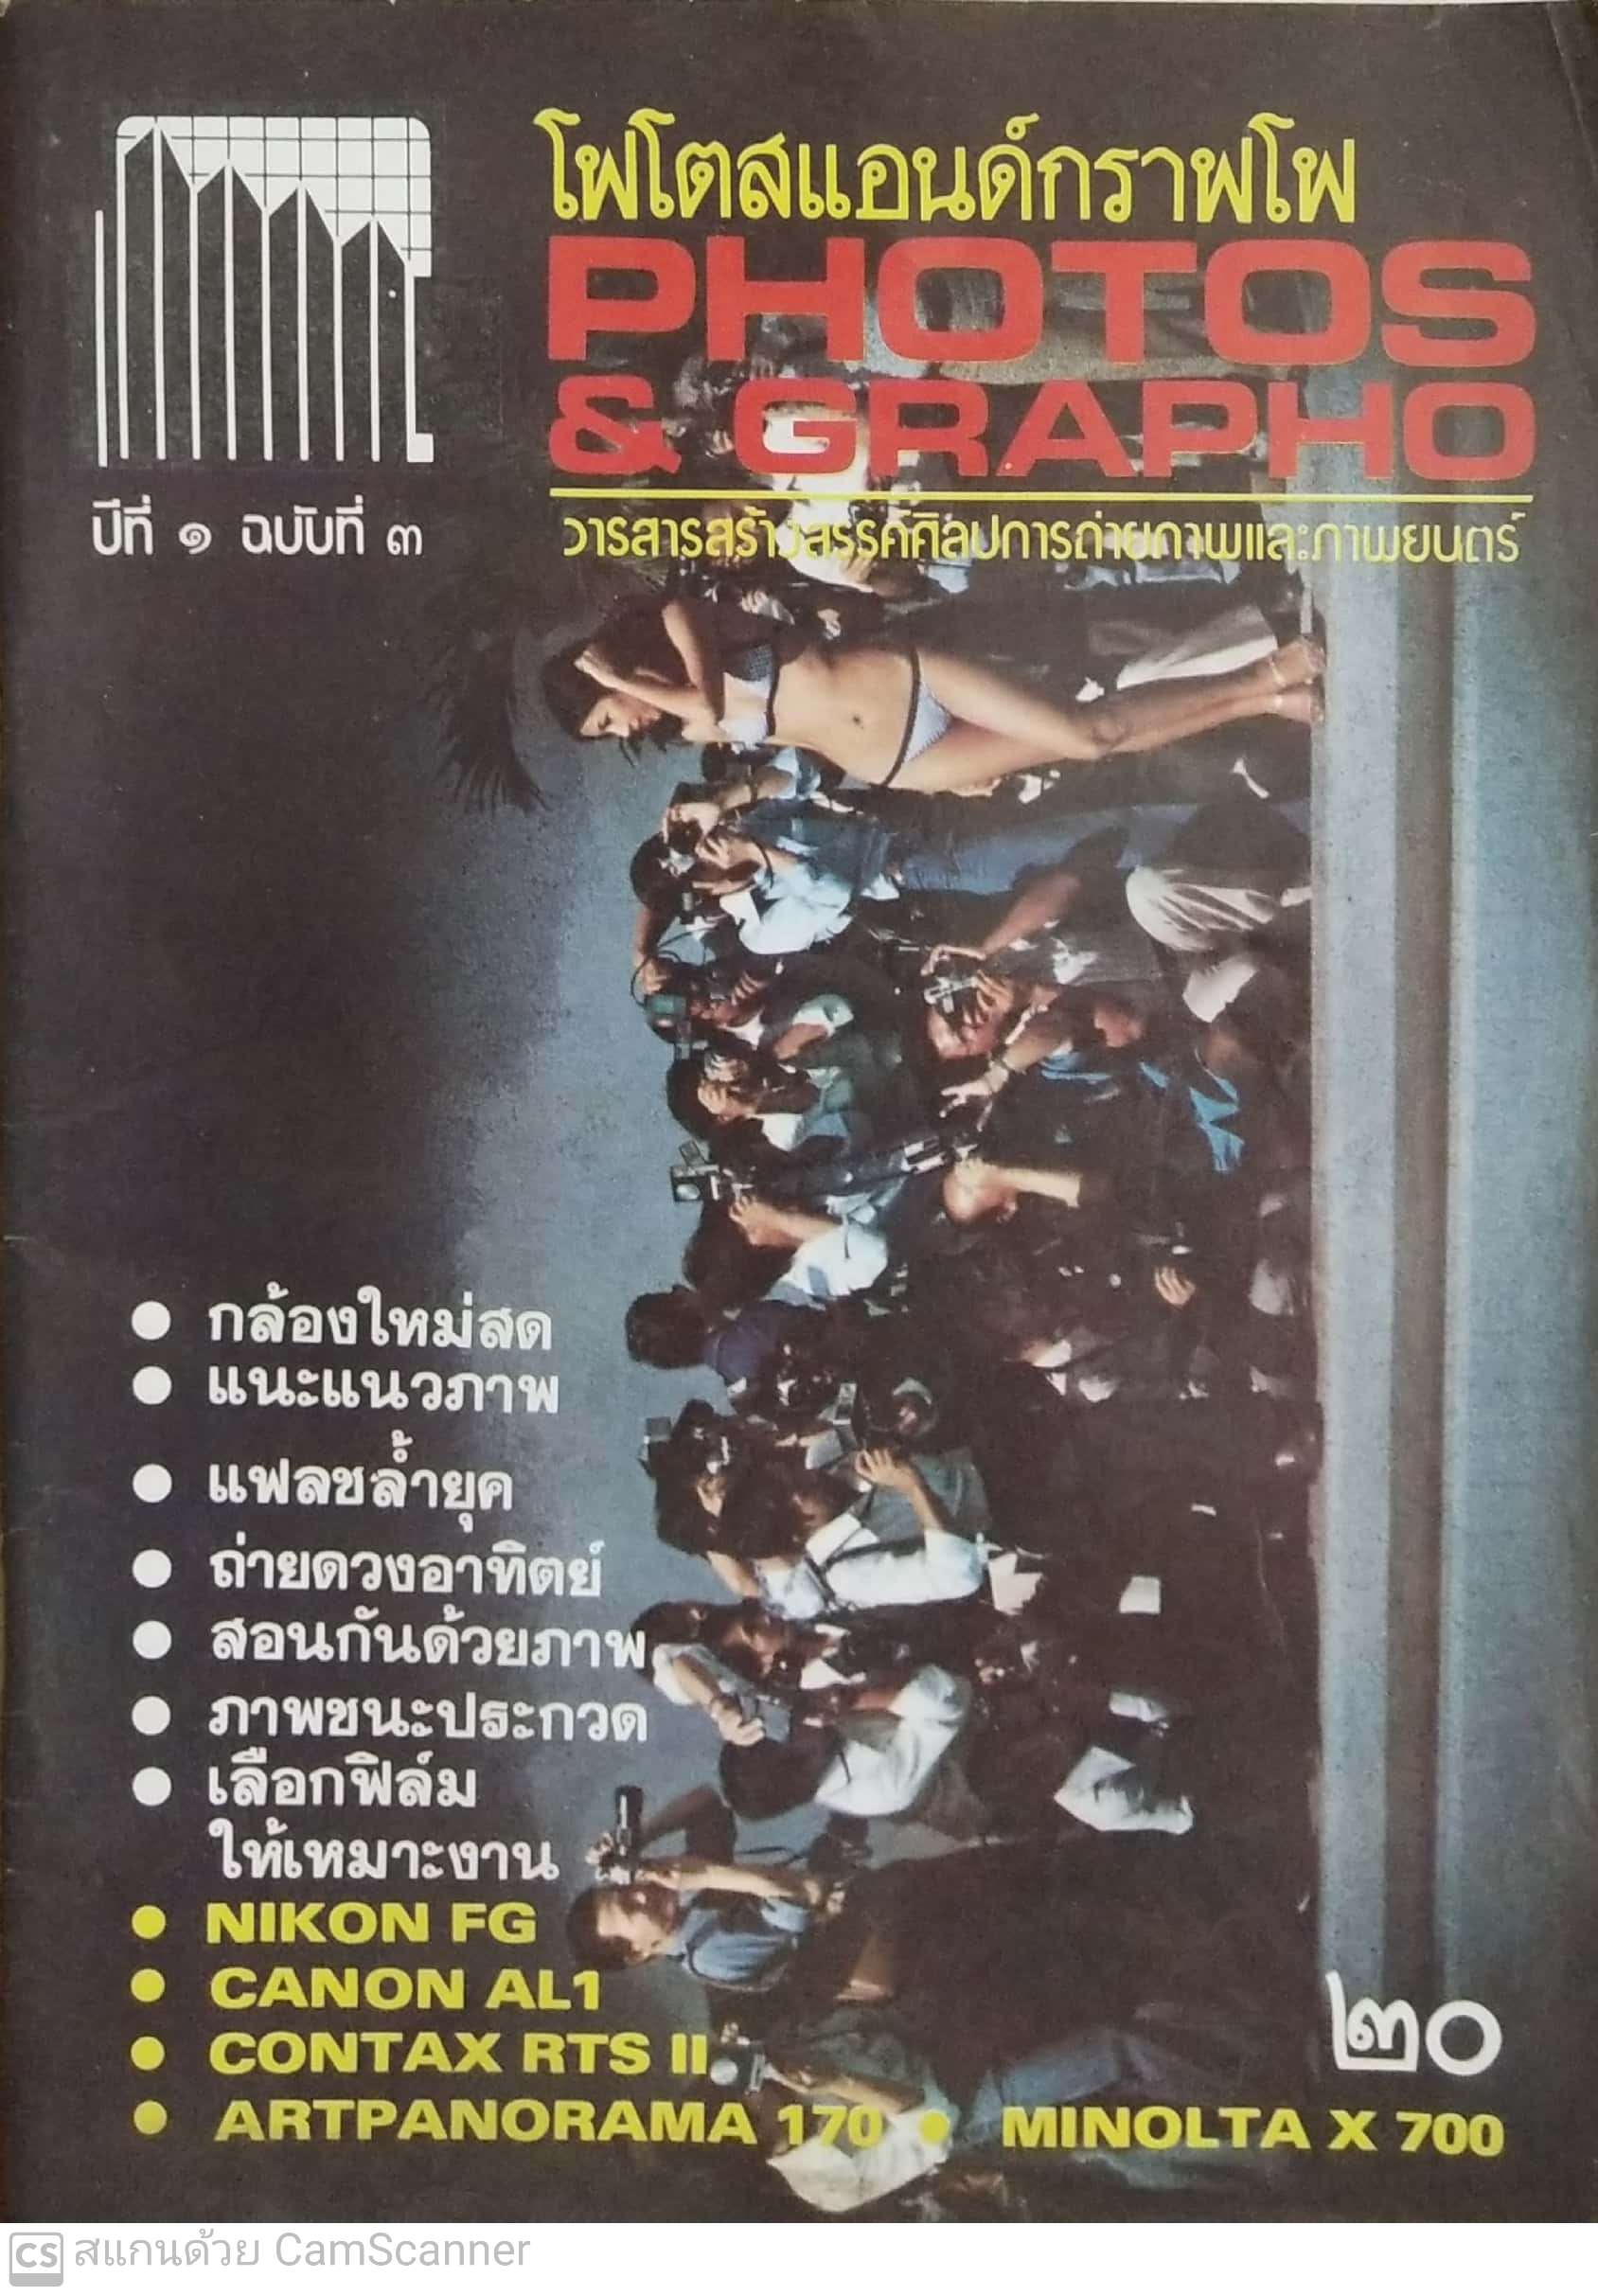 โฟโตสแอนด์กราฟโฟ
PHOTOS
& GRAPHO
ปีที่ ๑ ฉบับที่ ๓
วารสารสร้างสรรค์ศิลปการถ่ายภาพและภาพยนตร์
● กล้องใหม่สด
● แนะแนวภาพ
● แฟลชล้ำยุค
● ถ่ายดวงอาทิตย์
● สอนกันด้วยภาพ
● ภาพชนะประกวด
● เลือกฟิล์ม
ให้เหมาะงาน
● NIKON FG
● CANON AL1
● CONTAX RTS II
๒๐
● ARTPANORAMA 170 ● MINOLTA X 700
CS สแกนด้วย CamScanner